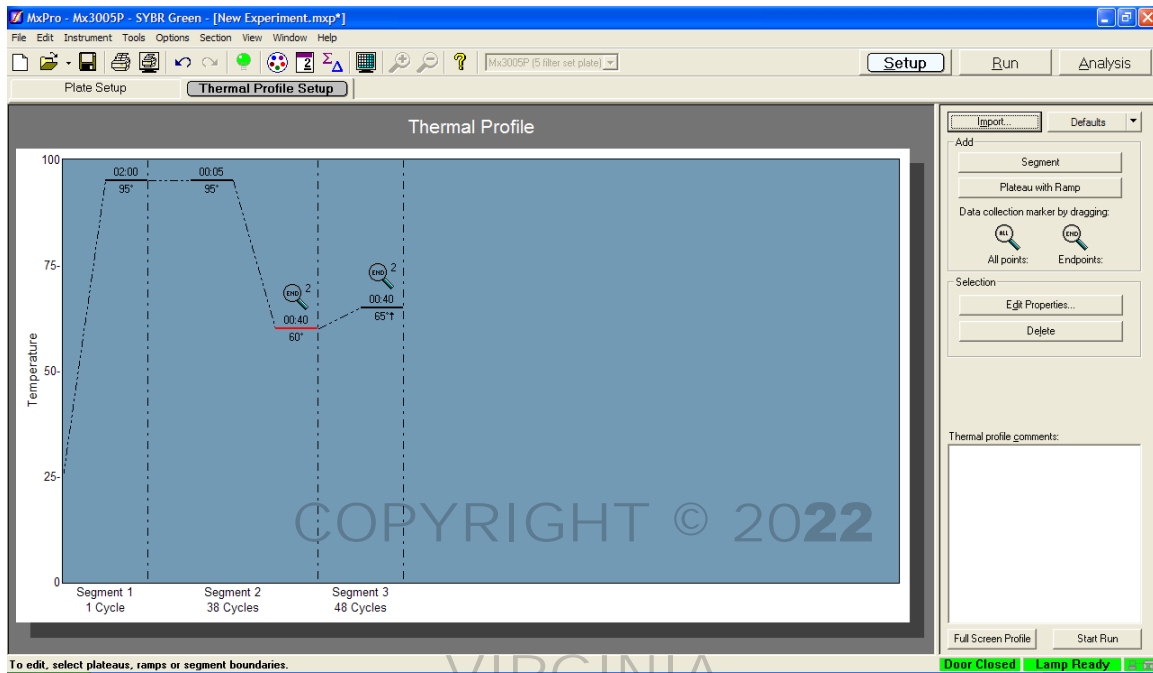 MxPro - Mx3005P - SYBR Green - [New Experiment.mxp*]
File Edit Instrument Tools Options Section View Window Help
Mx3005P (5 filter set plate)
Setup Run Analysis
Plate Setup Thermal Profile Setup
Thermal Profile
Import... Defaults
Add
Segment
Plateau with Ramp
Data collection marker by dragging:
ALL END
All points: Endpoints:
Selection
Edit Properties...
Delete
Thermal profile comments:
Full Screen Profile Start Run
Temperature
100
75-
50-
25-
0
02:00
95°
00:05
95°
END 2
00:40
60°
END 2
00:40
65°↑
Segment 1 Segment 2 Segment 3
1 Cycle 38 Cycles 48 Cycles
COPYRIGHT © 2022
VIRGINIA
To edit, select plateaus, ramps or segment boundaries.
Door Closed Lamp Ready